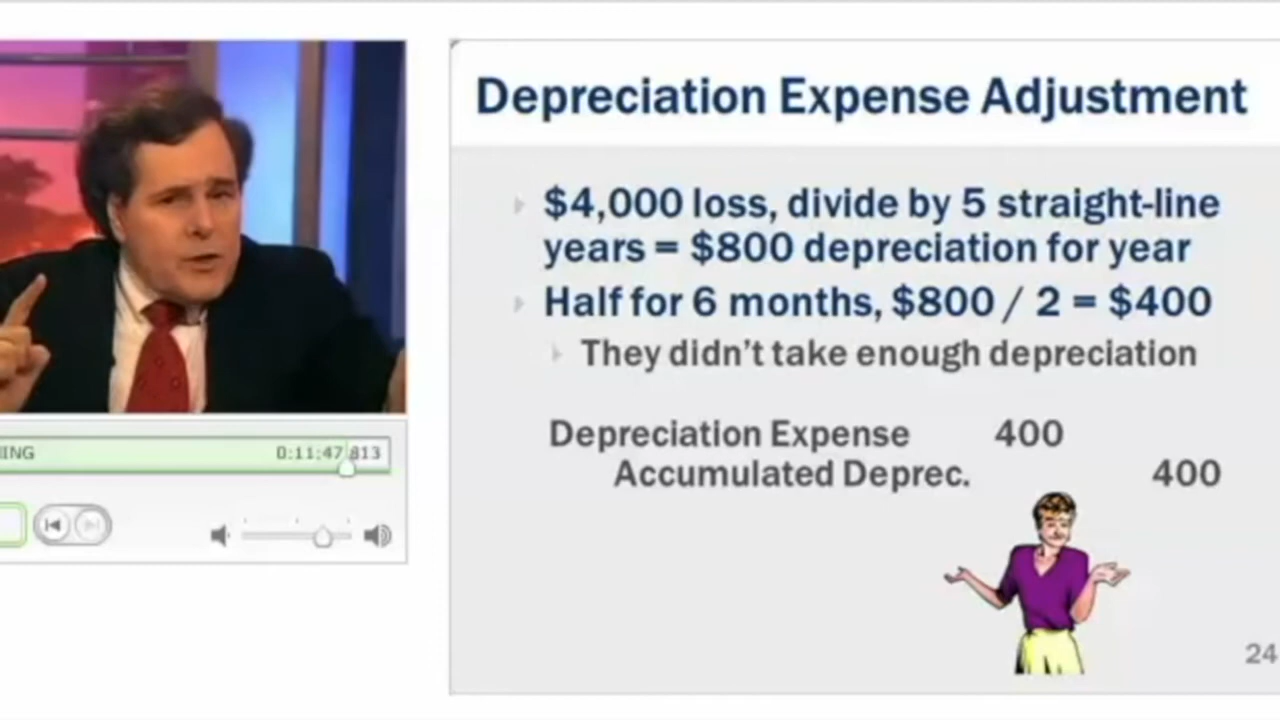 Depreciation Expense Adjustment
$4,000 loss, divide by 5 straight-line
years = $800 depreciation for year
Half for 6 months, $800 / 2 = $400
They didn't take enough depreciation
Depreciation Expense 400
Accumulated Deprec. 400
24
ING 0:11:47